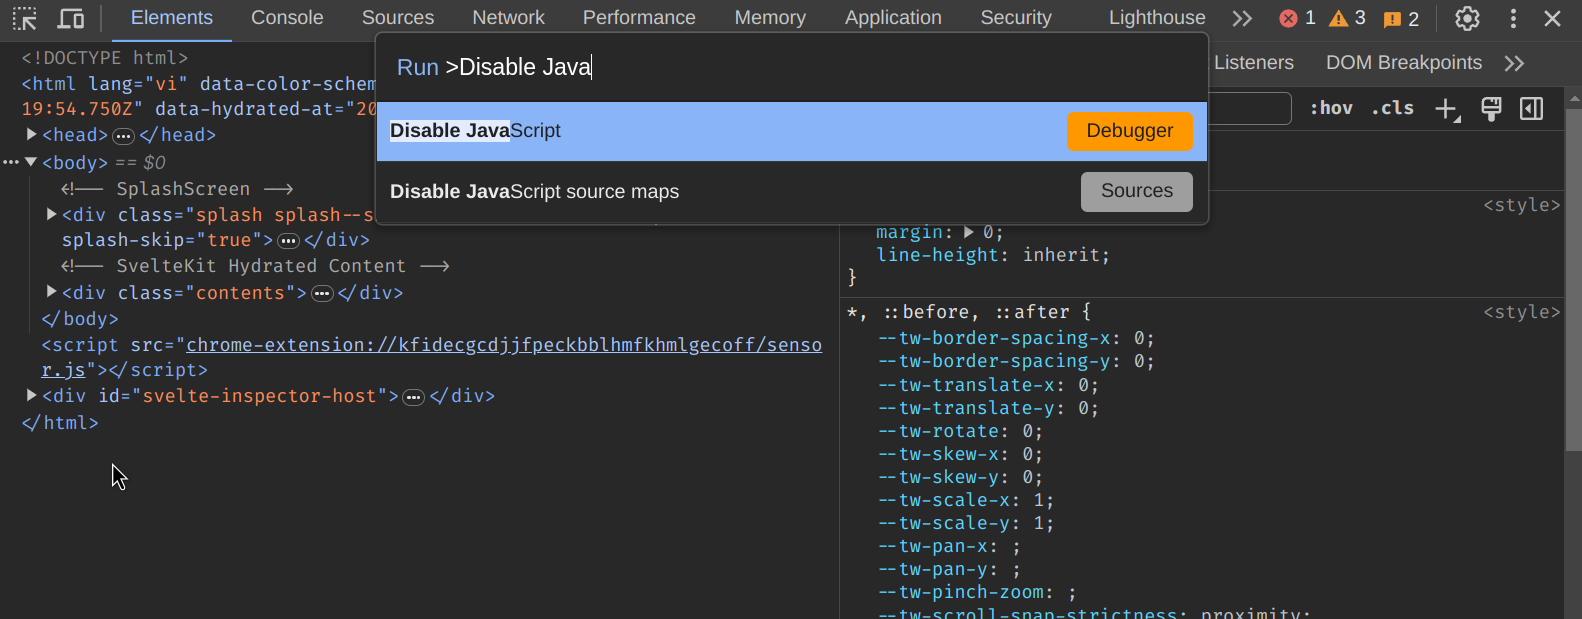 Elements Console Sources Network Performance Memory Application Security Lighthouse 1 3 2
Run >Disable Java
Disable JavaScript Debugger
Disable JavaScript source maps Sources
Listeners DOM Breakpoints
:hov .cls
<!DOCTYPE html>
<html lang="vi" data-color-schem
19:54.750Z" data-hydrated-at="20
<head> … </head>
<body> == $0
<!-- SplashScreen -->
<div class="splash splash--s
splash-skip="true"> … </div>
<!-- SvelteKit Hydrated Content -->
<div class="contents"> … </div>
</body>
<script src="chrome-extension://kfidecgcdjjfpeckbblhmfkhmlgecoff/senso
r.js"></script>
<div id="svelte-inspector-host"> … </div>
</html>
<style>
margin: 0;
line-height: inherit;
}
*, ::before, ::after { <style>
--tw-border-spacing-x: 0;
--tw-border-spacing-y: 0;
--tw-translate-x: 0;
--tw-translate-y: 0;
--tw-rotate: 0;
--tw-skew-x: 0;
--tw-skew-y: 0;
--tw-scale-x: 1;
--tw-scale-y: 1;
--tw-pan-x: ;
--tw-pan-y: ;
--tw-pinch-zoom: ;
--tw-scroll-snap-strictness: proximity;